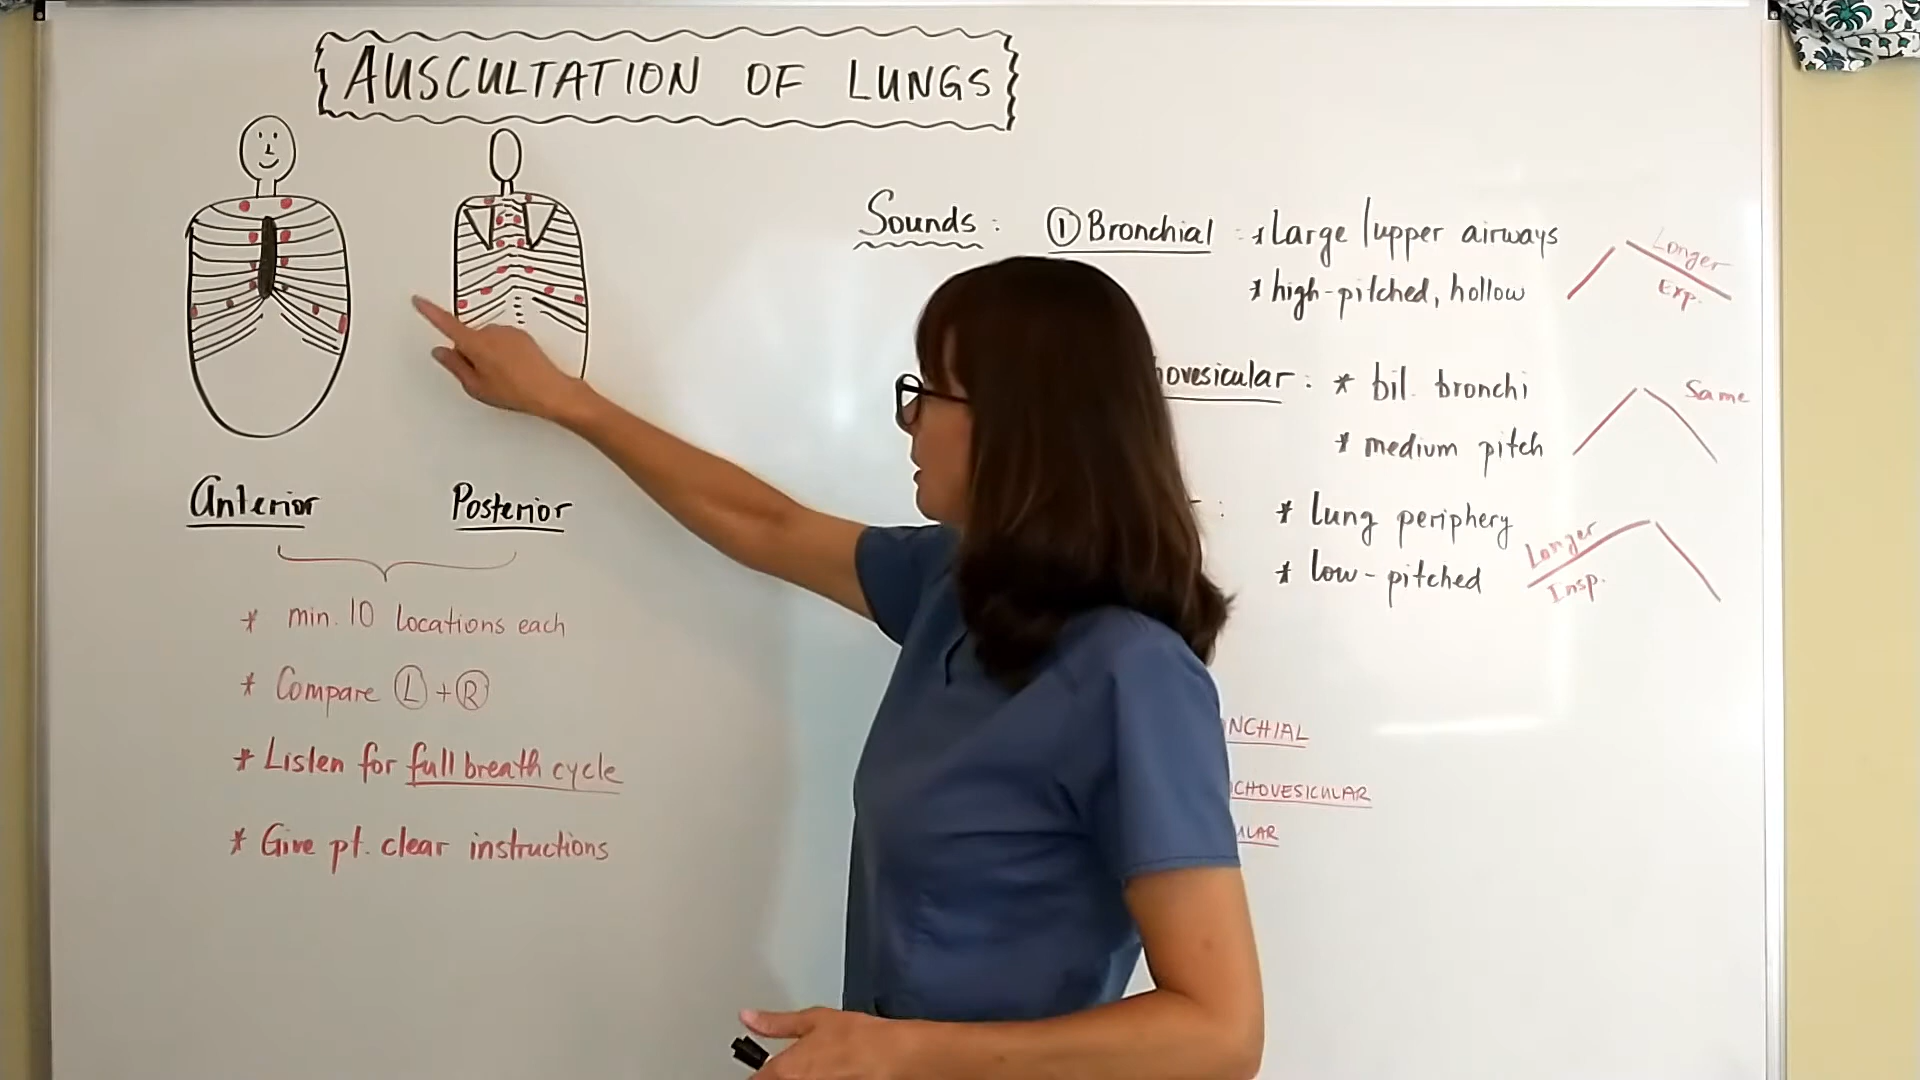 AUSCULTATION OF LUNGS
Sounds : ① Bronchial : * Large / upper airways
* high-pitched, hollow
Longer
Exp.
ovesicular : * bil. bronchi
* medium pitch
Same
: * lung periphery
* low-pitched
Longer
Insp.
Anterior
Posterior
* min. 10 locations each
* Compare Ⓛ + Ⓡ
* Listen for full breath cycle
* Give pt. clear instructions
NCHIAL
CHOVESICULAR
ULAR